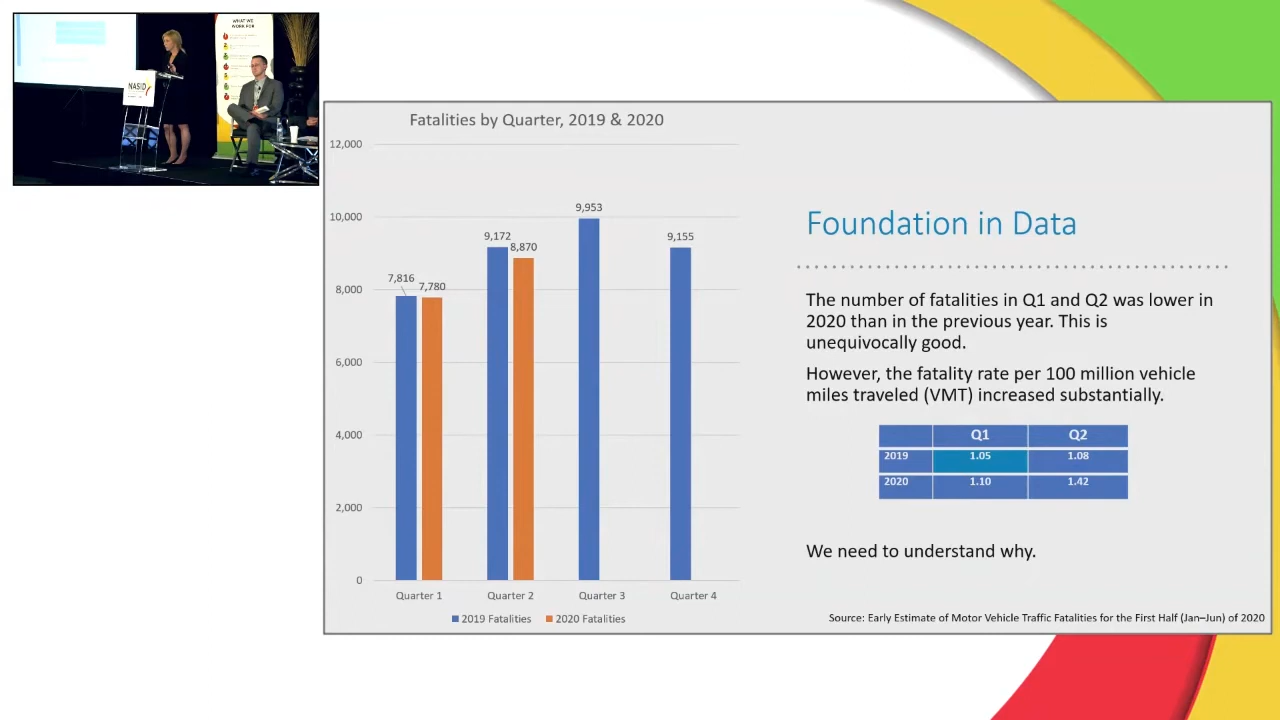 WHAT WE
WORK FOR
NASID
Fatalities by Quarter, 2019 & 2020
12,000
10,000
8,000
6,000
4,000
2,000
0
7,816
7,780
9,172
8,870
9,953
9,155
Quarter 1
Quarter 2
Quarter 3
Quarter 4
2019 Fatalities
2020 Fatalities
Foundation in Data
The number of fatalities in Q1 and Q2 was lower in
2020 than in the previous year. This is
unequivocally good.
However, the fatality rate per 100 million vehicle
miles traveled (VMT) increased substantially.
Q1 Q2
2019 1.05 1.08
2020 1.10 1.42
We need to understand why.
Source: Early Estimate of Motor Vehicle Traffic Fatalities for the First Half (Jan–Jun) of 2020